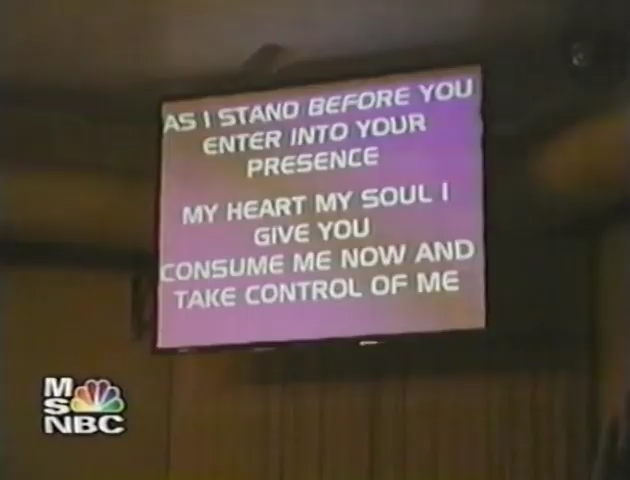 AS I STAND BEFORE YOU
ENTER INTO YOUR
PRESENCE
MY HEART MY SOUL I
GIVE YOU
CONSUME ME NOW AND
TAKE CONTROL OF ME
M
S
NBC